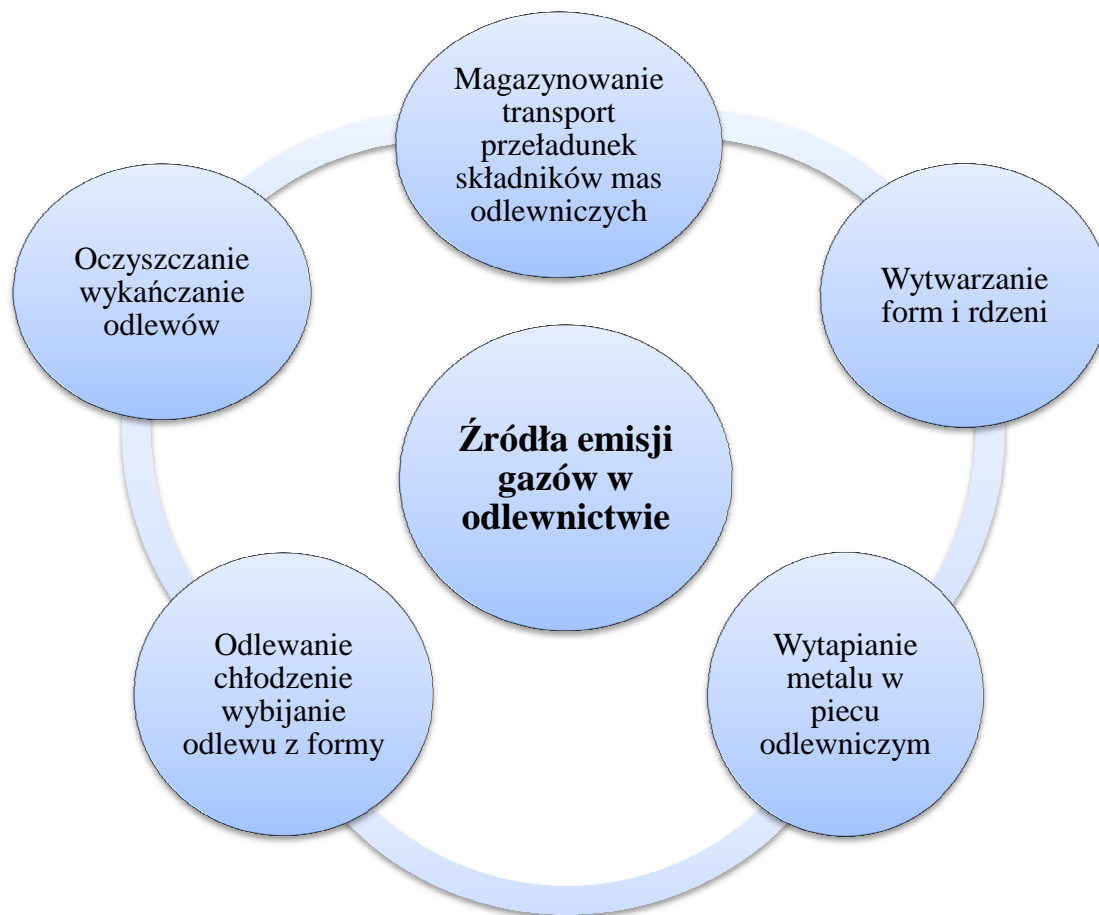 Magazynowanie
transport
przeładunek
składników mas
odlewniczych
Oczyszczanie
wykańczanie
odlewów
Wytwarzanie
form i rdzeni
Źródła emisji
gazów w
odlewnictwie
Odlewanie
chłodzenie
wybijanie
odlewu z formy
Wytapianie
metalu w
piecu
odlewniczym